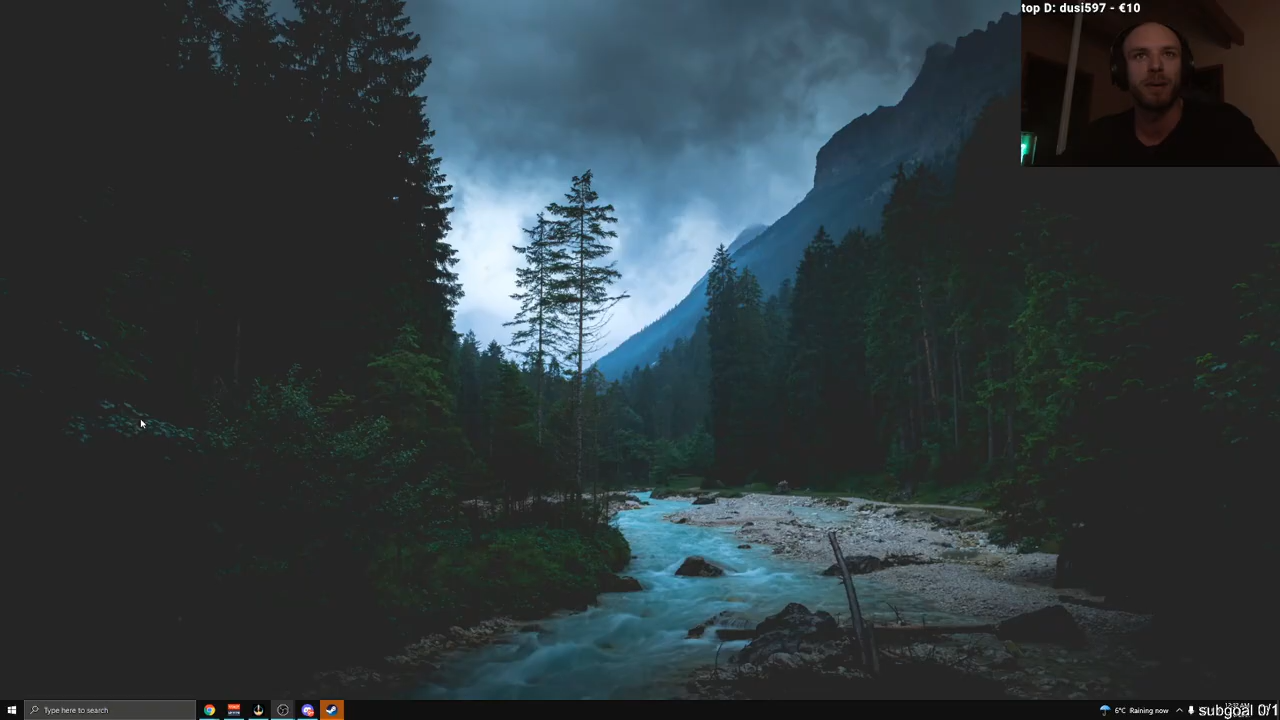 top D: dusi597 - €10
Type here to search
6°C Raining now
subgoal 0/1